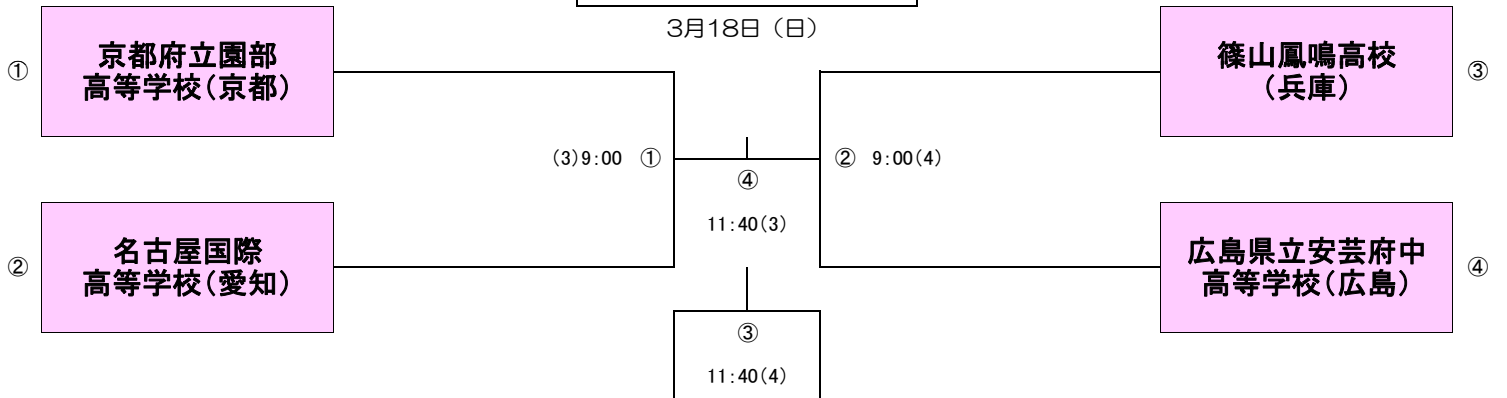 3月18日（日）
①
京都府立園部
高等学校（京都）
篠山鳳鳴高校
（兵庫）
③
(3)9:00 ①
② 9:00(4)
④
11:40(3)
②
名古屋国際
高等学校（愛知）
広島県立安芸府中
高等学校（広島）
④
③
11:40(4)